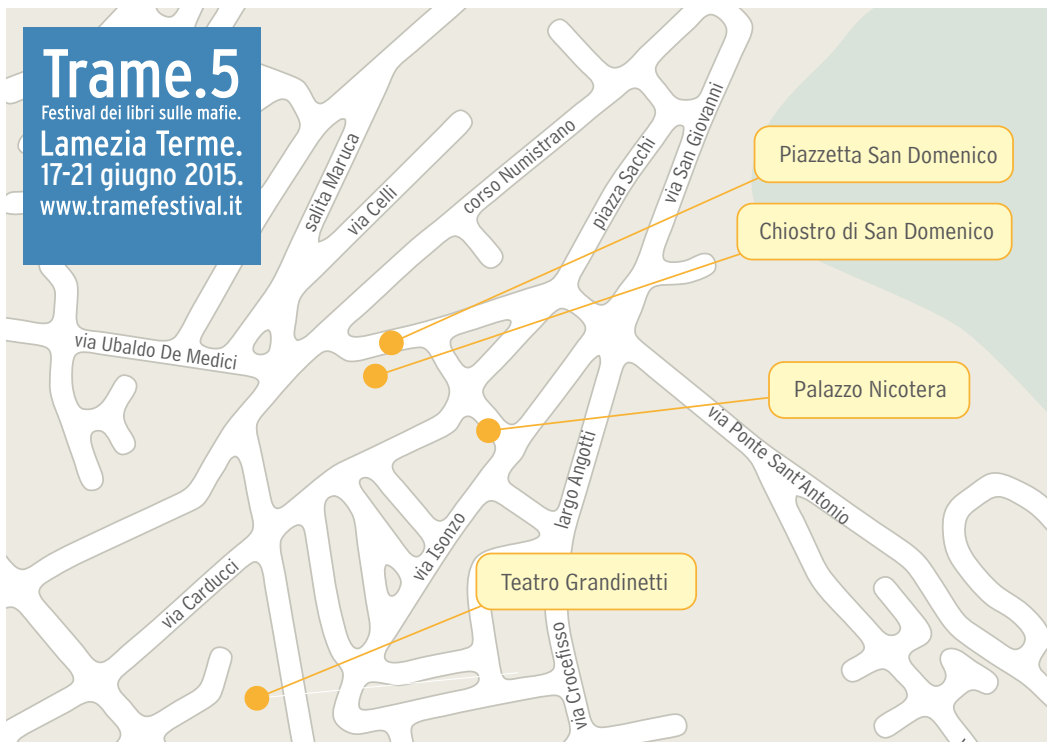 Trame.5
Festival dei libri sulle mafie.
Lamezia Terme.
17-21 giugno 2015.
www.tramefestival.it
salita Maruca
via Celli
corso Numistrano
piazza Sacchi
via San Giovanni
Piazzetta San Domenico
Chiostro di San Domenico
via Ubaldo De Medici
Palazzo Nicotera
via Ponte Sant'Antonio
largo Angotti
via Isonzo
via Carducci
Teatro Grandinetti
via Crocefisso